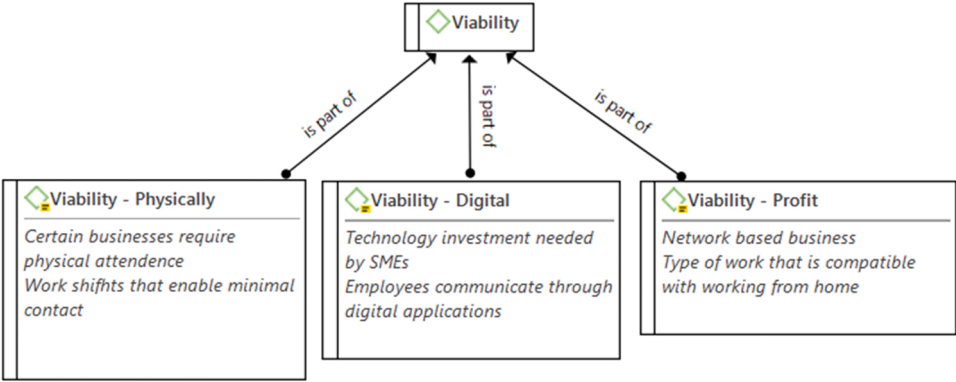 Viability
is part of
is part of
is part of
Viability - Physically
Certain businesses require
physical attendence
Work shifhts that enable minimal
contact
Viability - Digital
Technology investment needed
by SMEs
Employees communicate through
digital applications
Viability - Profit
Network based business
Type of work that is compatible
with working from home